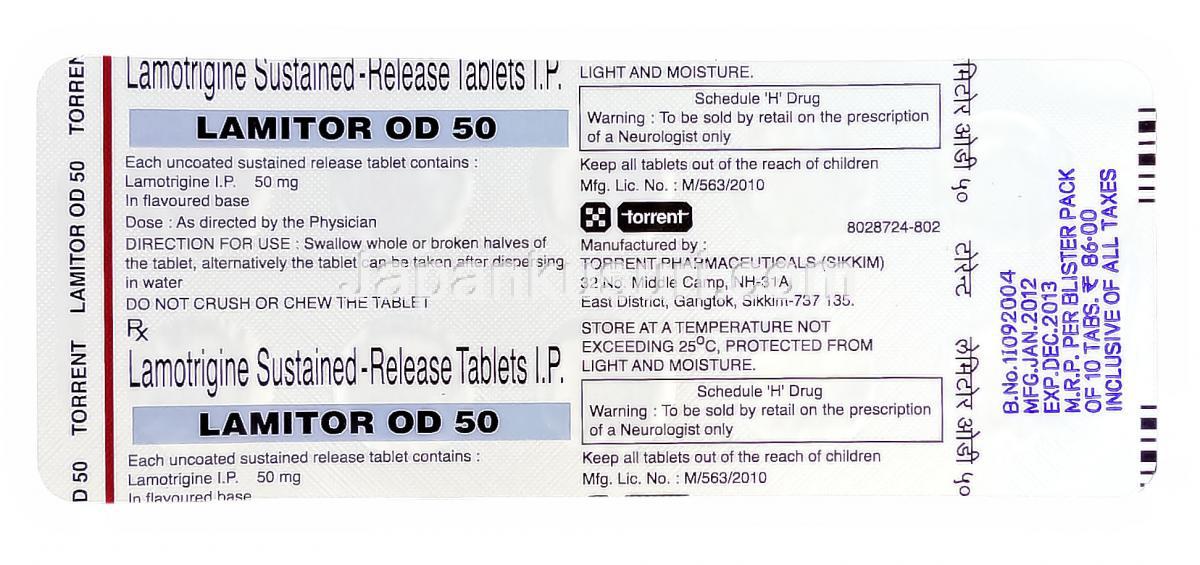 TORRENT LAMITOR OD 50 TORRENT
D 50
Lamotrigine Sustained-Release Tablets I.P.
LAMITOR OD 50
Each uncoated sustained release tablet contains :
Lamotrigine I.P. 50 mg
In flavoured base
Dose : As directed by the Physician
DIRECTION FOR USE : Swallow whole or broken halves of
the tablet, alternatively the tablet can be taken after dispersing
in water
DO NOT CRUSH OR CHEW THE TABLET
Rx
Lamotrigine Sustained-Release Tablets I.P.
LAMITOR OD 50
Each uncoated sustained release tablet contains :
Lamotrigine I.P. 50 mg
In flavoured base
LIGHT AND MOISTURE.
Schedule 'H' Drug
Warning : To be sold by retail on the prescription
of a Neurologist only
Keep all tablets out of the reach of children
Mfg. Lic. No. : M/563/2010
torrent
8028724-802
Manufactured by :
TORRENT PHARMACEUTICALS (SIKKIM)
32 No. Middle Camp, NH-31A,
East District, Gangtok, Sikkim-737 135.
STORE AT A TEMPERATURE NOT
EXCEEDING 25°C, PROTECTED FROM
LIGHT AND MOISTURE.
Schedule 'H' Drug
Warning : To be sold by retail on the prescription
of a Neurologist only
Keep all tablets out of the reach of children
Mfg. Lic. No. : M/563/2010
लेमिटोर ओडी ५० टोरेन्ट
मिटोर ओडी ५०
B.No.1I092004
MFG.JAN.2012
EXP.DEC.2013
M.R.P. PER BLISTER PACK
OF 10 TABS. ₹ 86.00
INCLUSIVE OF ALL TAXES